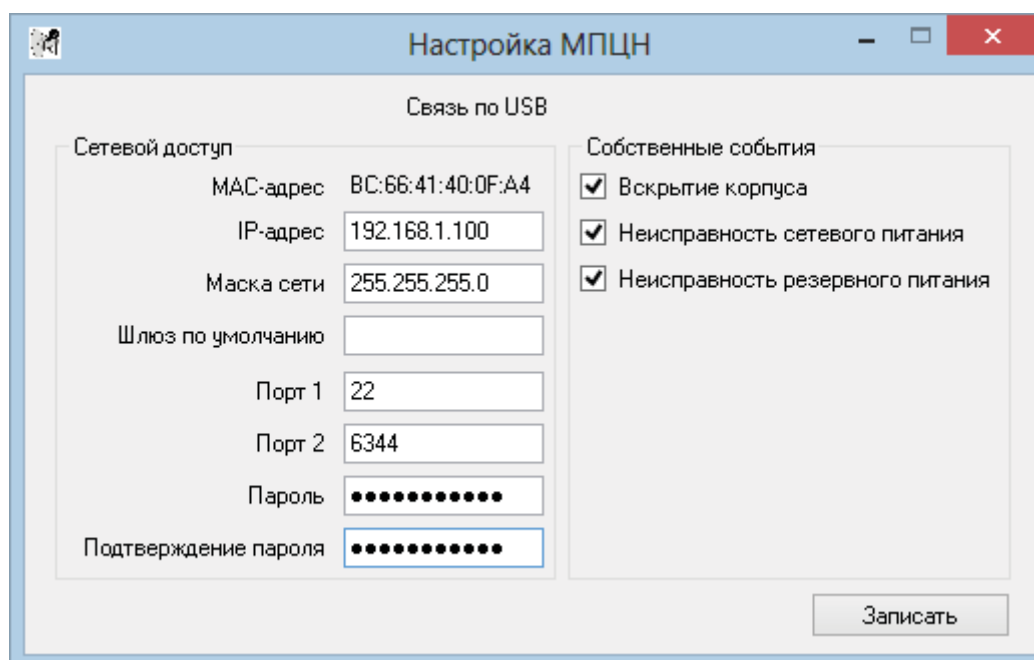 Настройка МПЦН
Связь по USB
Сетевой доступ
MAC-адрес BC:66:41:40:0F:A4
IP-адрес 192.168.1.100
Маска сети 255.255.255.0
Шлюз по умолчанию
Порт 1 22
Порт 2 6344
Пароль ●●●●●●●●●●●
Подтверждение пароля ●●●●●●●●●●●
Собственные события
Вскрытие корпуса
Неисправность сетевого питания
Неисправность резервного питания
Записать